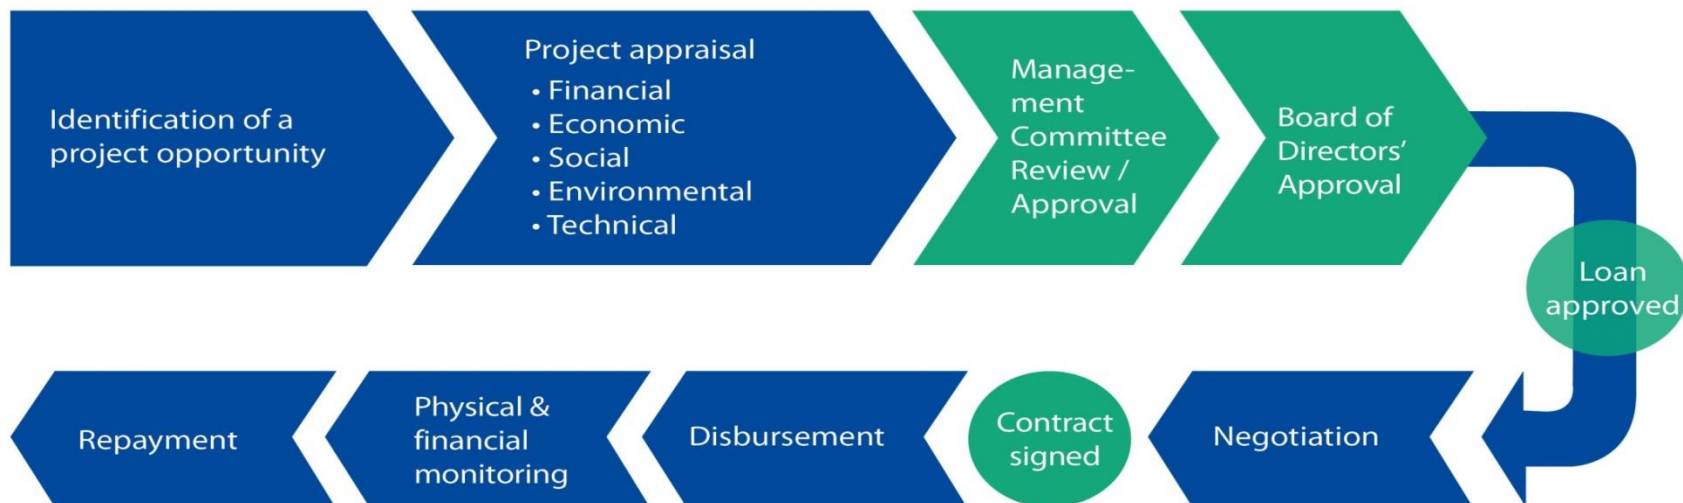 Identification of a
project opportunity
Project appraisal
• Financial
• Economic
• Social
• Environmental
• Technical
Manage-
ment
Committee
Review /
Approval
Board of
Directors’
Approval
Loan
approved
Negotiation
Contract
signed
Disbursement
Physical &
financial
monitoring
Repayment